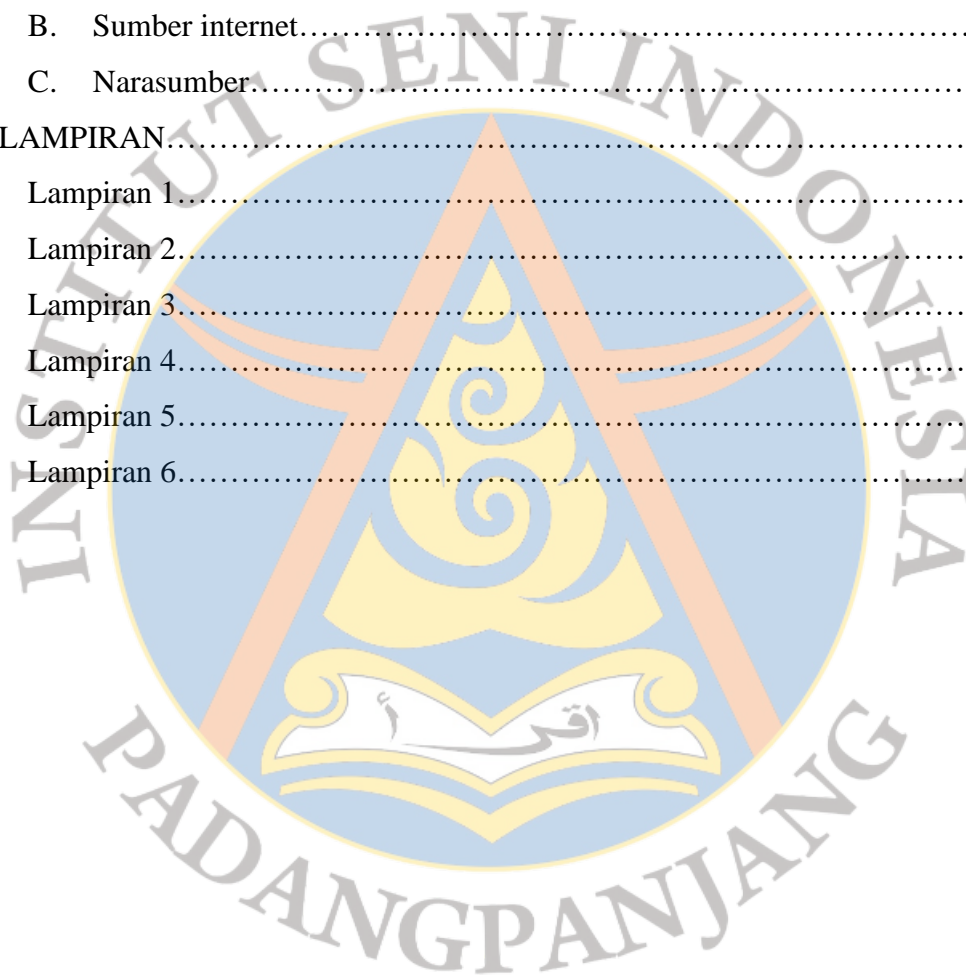 B. Sumber internet……………………………………………………………………
C. Narasumber…………………………………………………………………………
LAMPIRAN……………………………………………………………………………………
Lampiran 1……………………………………………………………………………………
Lampiran 2……………………………………………………………………………………
Lampiran 3……………………………………………………………………………………
Lampiran 4……………………………………………………………………………………
Lampiran 5……………………………………………………………………………………
Lampiran 6……………………………………………………………………………………
INSTITUT SENI INDONESIA
اقرأ
PADANGPANJANG